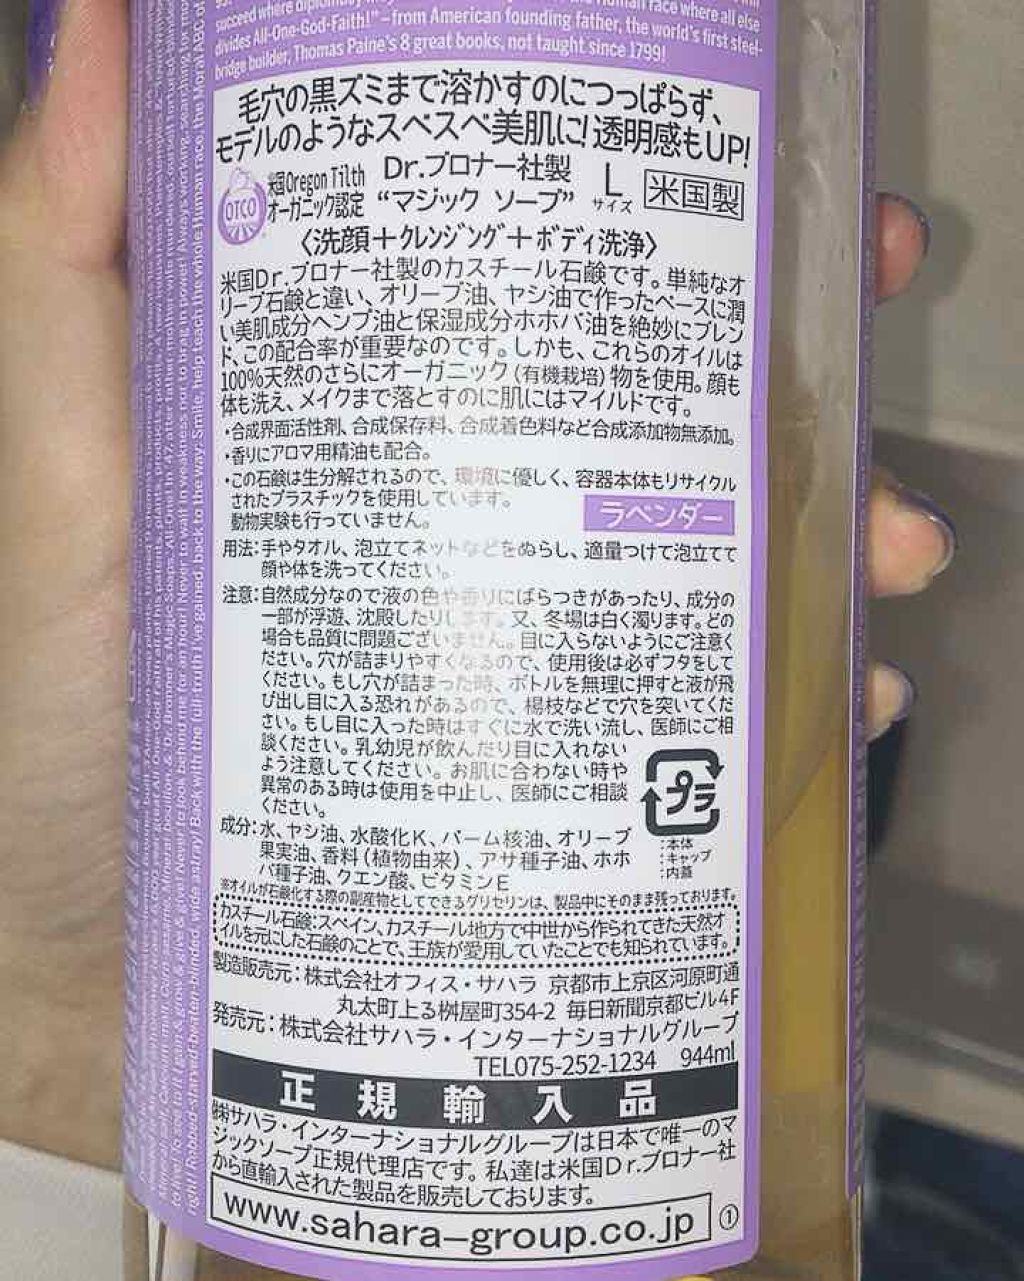 divides All-One-God-Faith!"–from American founding father, the world's first steel-
bridge builder, Thomas Paine's 8 great books, not taught since 1799!
毛穴の黒ズミまで溶かすのにつっぱらず、
モデルのようなスベスベ美肌に!透明感もUP!
OTCO
米国Oregon Tilth
オーガニック認定
Dr.ブロナー社製
“マジック ソープ”
L
サイズ
米国製
〈洗顔+クレンジング+ボディ洗浄〉
米国Dr.ブロナー社製のカスチール石鹸です。単純なオ
リーブ石鹸と違い、オリーブ油、ヤシ油で作ったベースに潤
い美肌成分ヘンプ油と保湿成分ホホバ油を絶妙にブレン
ド、この配合率が重要なのです。しかも、これらのオイルは
100%天然のさらにオーガニック(有機栽培)物を使用。顔も
体も洗え、メイクまで落とすのに肌にはマイルドです。
・合成界面活性剤、合成保存料、合成着色料など合成添加物無添加。
・香りにアロマ用精油も配合。
・この石鹸は生分解されるので、環境に優しく、容器本体もリサイクル
されたプラスチックを使用しています。
動物実験も行っていません。
ラベンダー
用法:手やタオル、泡立てネットなどをぬらし、適量つけて泡立てて
顔や体を洗ってください。
注意:自然成分なので液の色や香りにばらつきがあったり、成分の
一部が浮遊、沈殿したりします。又、冬場は白く濁ります。どの
場合も品質に問題ございません。目に入らないようにご注意く
ださい。穴が詰まりやすくなるので、使用後は必ずフタをして
ください。もし穴が詰まった時、ボトルを無理に押すと液が飛
び出し目に入る恐れがあるので、楊枝などで穴を突いてくだ
さい。もし目に入った時はすぐに水で洗い流し、医師にご相
談ください。乳幼児が飲んだり目に入れない
よう注意してください。お肌に合わない時や
異常のある時は使用を中止し、医師にご相談
ください。
プラ
:本体
:キャップ
:内蓋
成分:水、ヤシ油、水酸化K、パーム核油、オリーブ
果実油、香料(植物由来)、アサ種子油、ホホ
バ種子油、クエン酸、ビタミンE
※オイルが石鹸化する際の副産物としてできるグリセリンは、製品中にそのまま残っております。
カスチール石鹸:スペイン、カスチール地方で中世から作られてきた天然オ
イルを元にした石鹸のことで、王族が愛用していたことでも知られています。
製造販売元:株式会社オフィス・サハラ 京都市上京区河原町通
丸太町上る桝屋町354-2 毎日新聞京都ビル4F
発売元:株式会社サハラ・インターナショナルグループ
TEL075-252-1234 944ml
正規輸入品
㈱サハラ・インターナショナルグループは日本で唯一のマ
ジックソープ正規代理店です。私達は米国Dr.ブロナー社
から直輸入された製品を販売しております。
www.sahara-group.co.jp
①